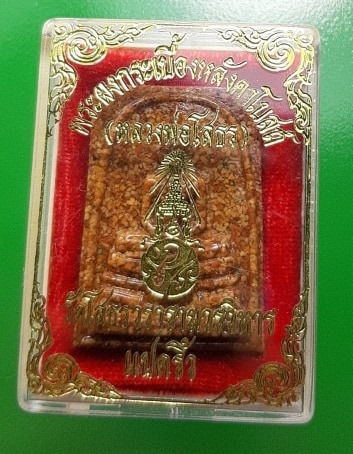 พระผงกระเบื้องหลังคาโบสถ์
(หลวงพ่อโสธร)
วัดโสธรวรารามวรวิหาร
แปดริ้ว